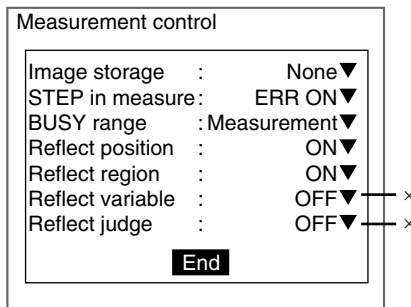 Measurement control
Image storage : None▼
STEP in measure: ERR ON▼
BUSY range : Measurement▼
Reflect position : ON▼
Reflect region : ON▼
Reflect variable : OFF▼ ×
Reflect judge : OFF▼ ×
End